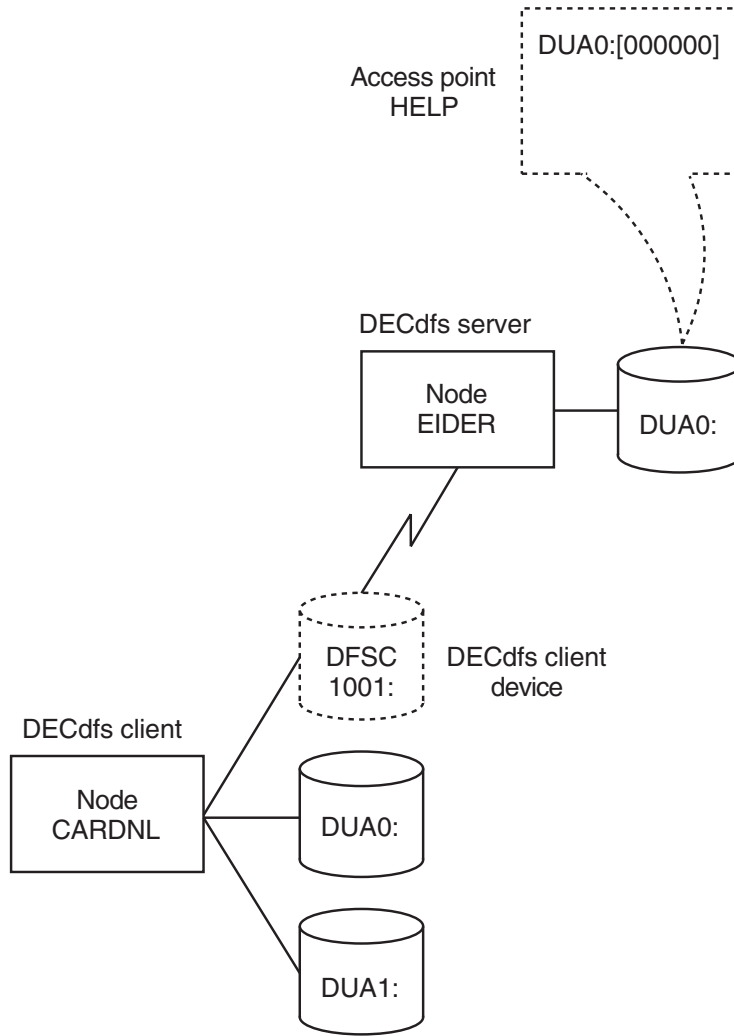 DUA0:[000000]
Access point
HELP
DECdfs server
Node
EIDER
DUA0:
DFSC
1001:
DECdfs client
device
DECdfs client
Node
CARDNL
DUA0:
DUA1: